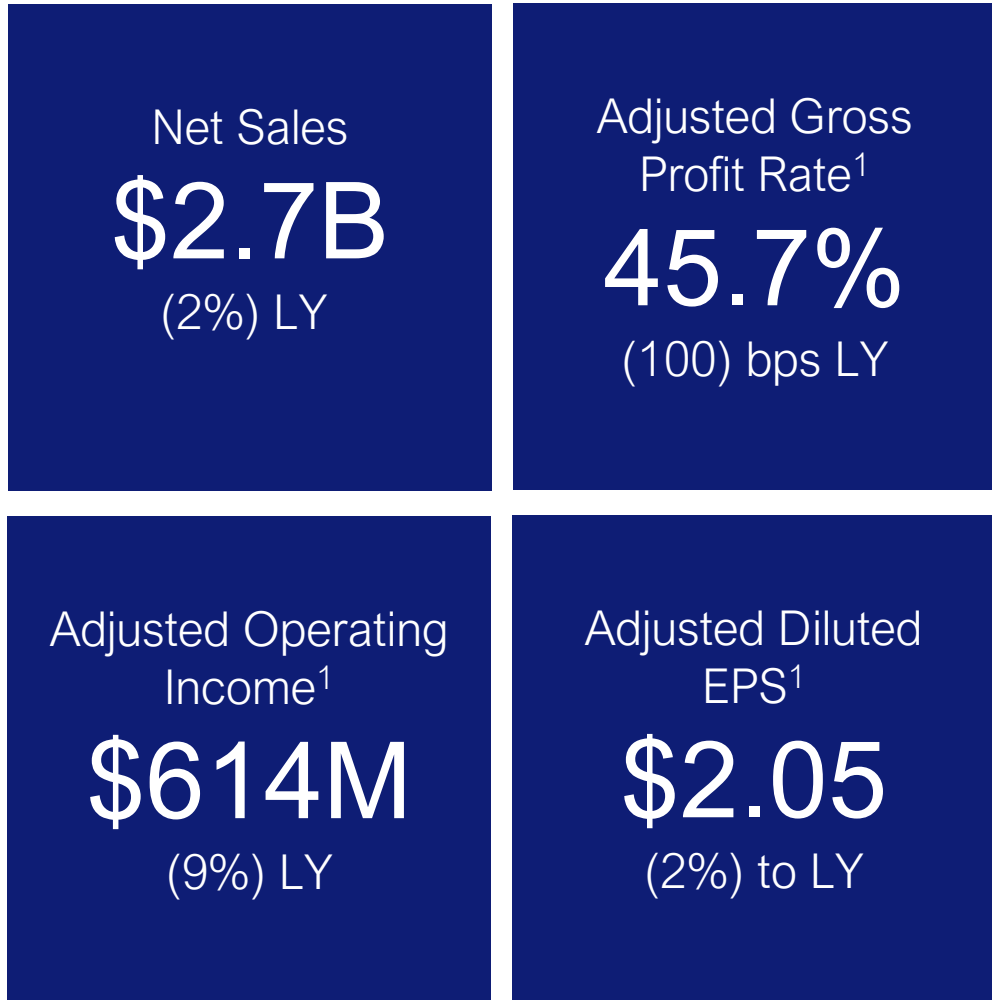 Net Sales
$2.7B
(2%) LY
Adjusted Gross
Profit Rate¹
45.7%
(100) bps LY
Adjusted Operating
Income¹
$614M
(9%) LY
Adjusted Diluted
EPS¹
$2.05
(2%) to LY